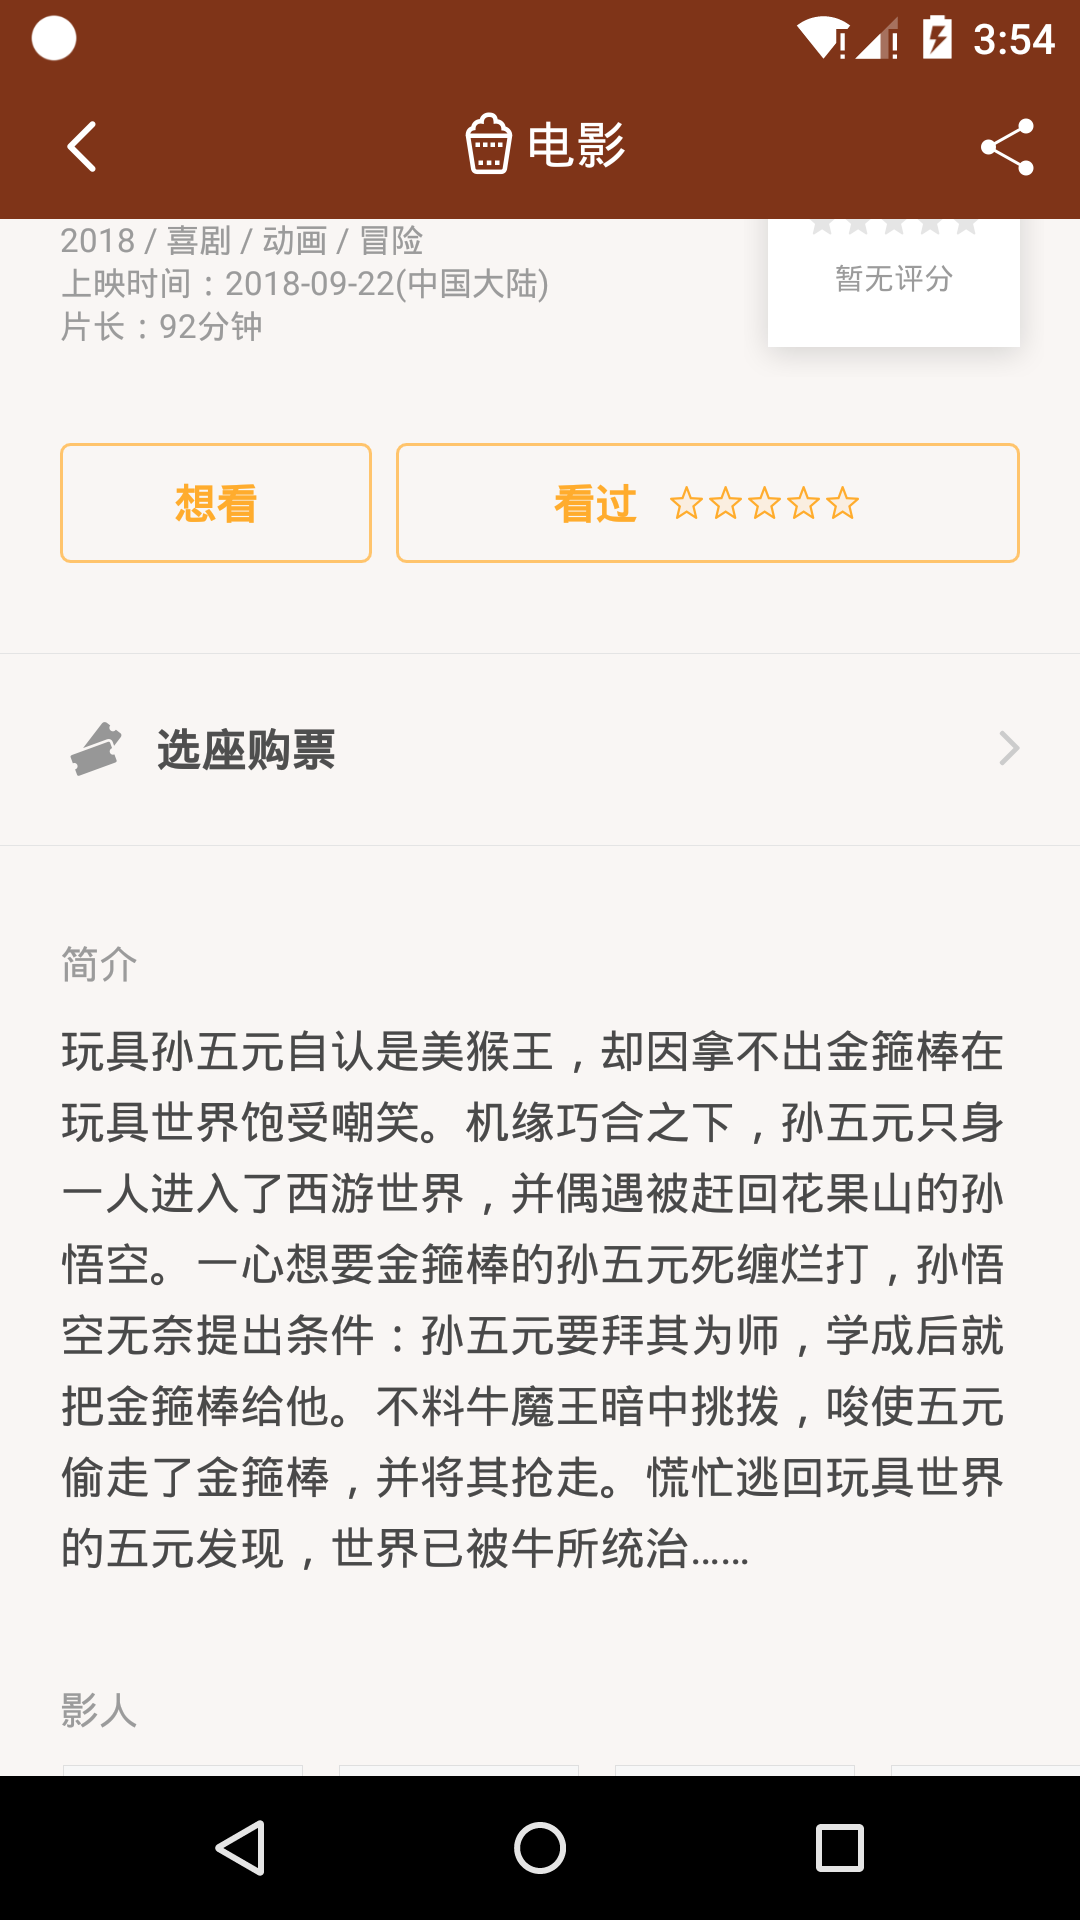 3:54
电影
2018 / 喜剧 / 动画 / 冒险
上映时间：2018-09-22(中国大陆)
片长：92分钟
暂无评分
想看
看过
选座购票
简介
玩具孙五元自认是美猴王，却因拿不出金箍棒在
玩具世界饱受嘲笑。机缘巧合之下，孙五元只身
一人进入了西游世界，并偶遇被赶回花果山的孙
悟空。一心想要金箍棒的孙五元死缠烂打，孙悟
空无奈提出条件：孙五元要拜其为师，学成后就
把金箍棒给他。不料牛魔王暗中挑拨，唆使五元
偷走了金箍棒，并将其抢走。慌忙逃回玩具世界
的五元发现，世界已被牛所统治……
影人